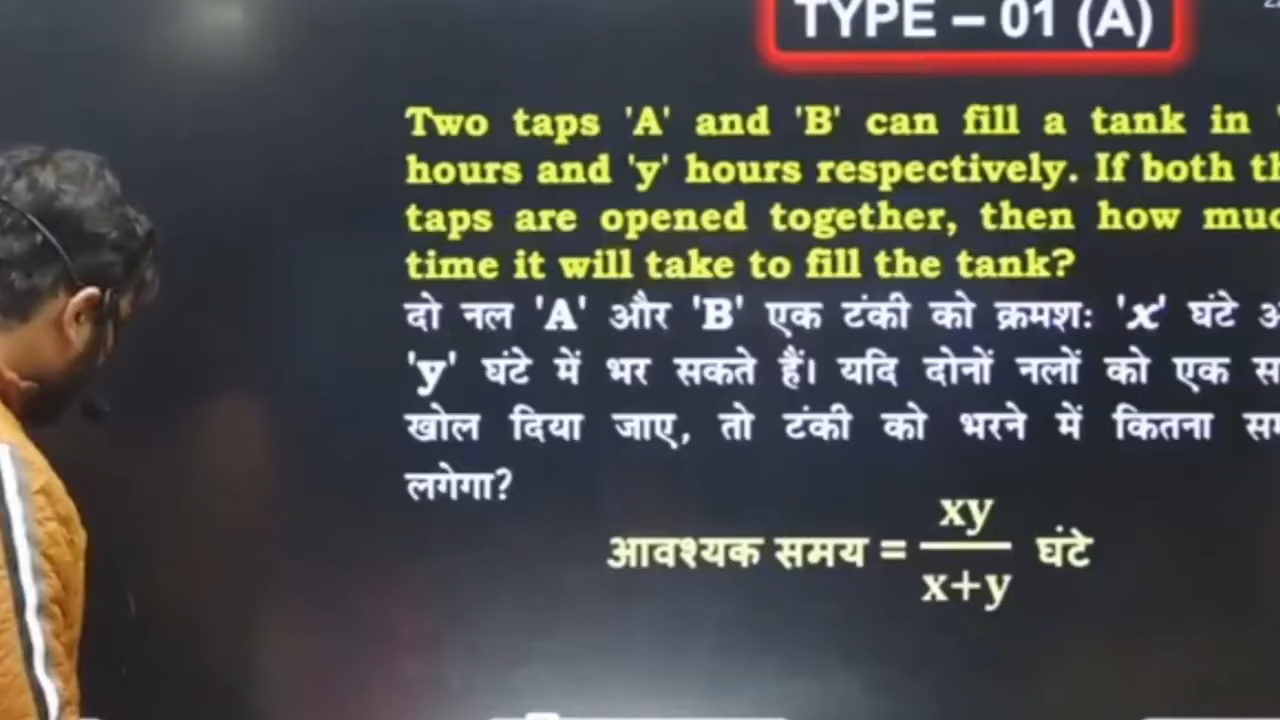 TYPE – 01 (A)
Two taps 'A' and 'B' can fill a tank in
hours and 'y' hours respectively. If both
taps are opened together, then how
time it will take to fill the tank?
दो नल 'A' और 'B' एक टंकी को क्रमशः 'x' घंटे
'y' घंटे में भर सकते हैं। यदि दोनों नलों को एक
खोल दिया जाए, तो टंकी को भरने में कितना
लगेगा?
आवश्यक समय = xy / x+y घंटे